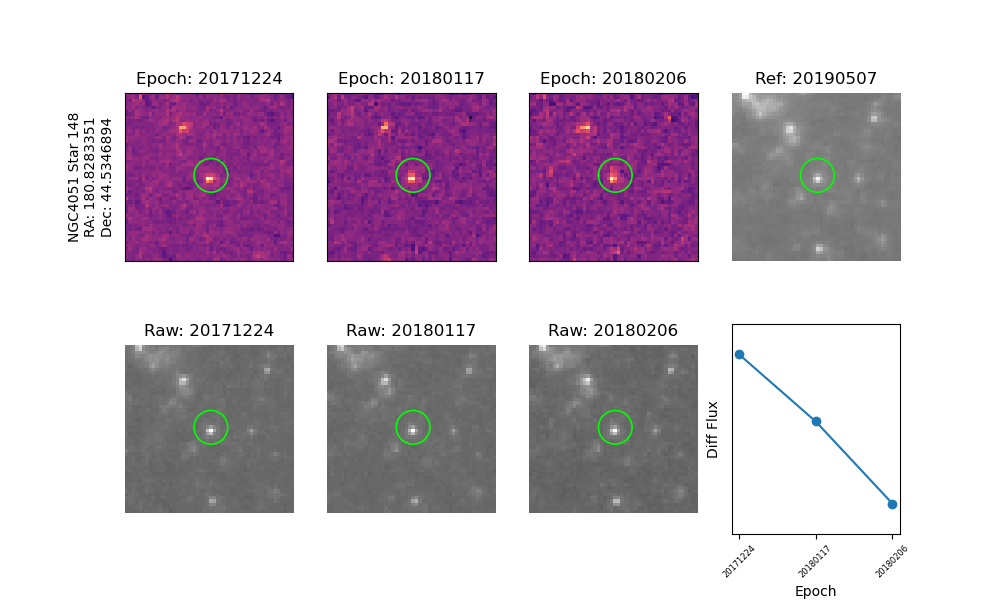 Epoch: 20171224
Epoch: 20180117
Epoch: 20180206
Ref: 20190507
NGC4051 Star 148
RA: 180.8283351
Dec: 44.5346894
Raw: 20171224
Raw: 20180117
Raw: 20180206
Diff Flux
20171224
20180117
20180206
Epoch